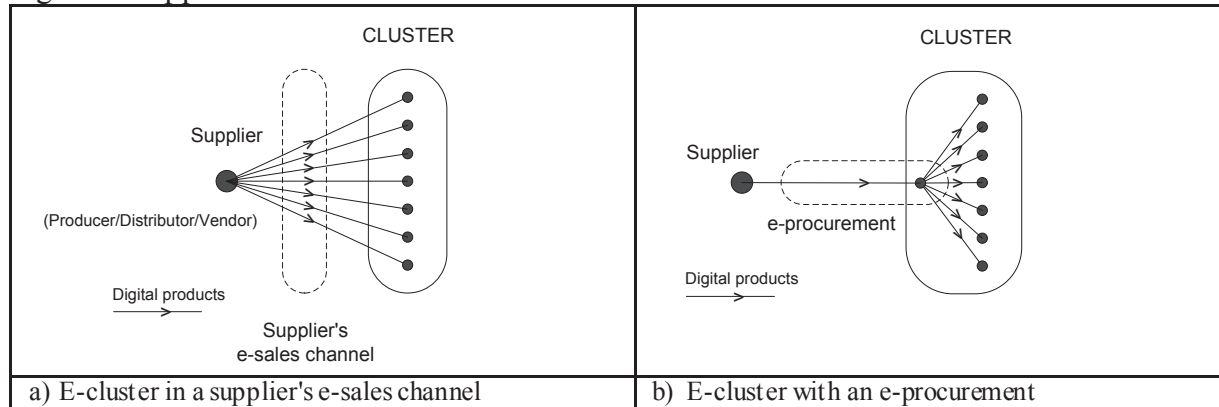 CLUSTER
Supplier
(Producer/Distributor/Vendor)
Digital products
Supplier's
e-sales channel
a) E-cluster in a supplier's e-sales channel
CLUSTER
Supplier
e-procurement
Digital products
b) E-cluster with an e-procurement